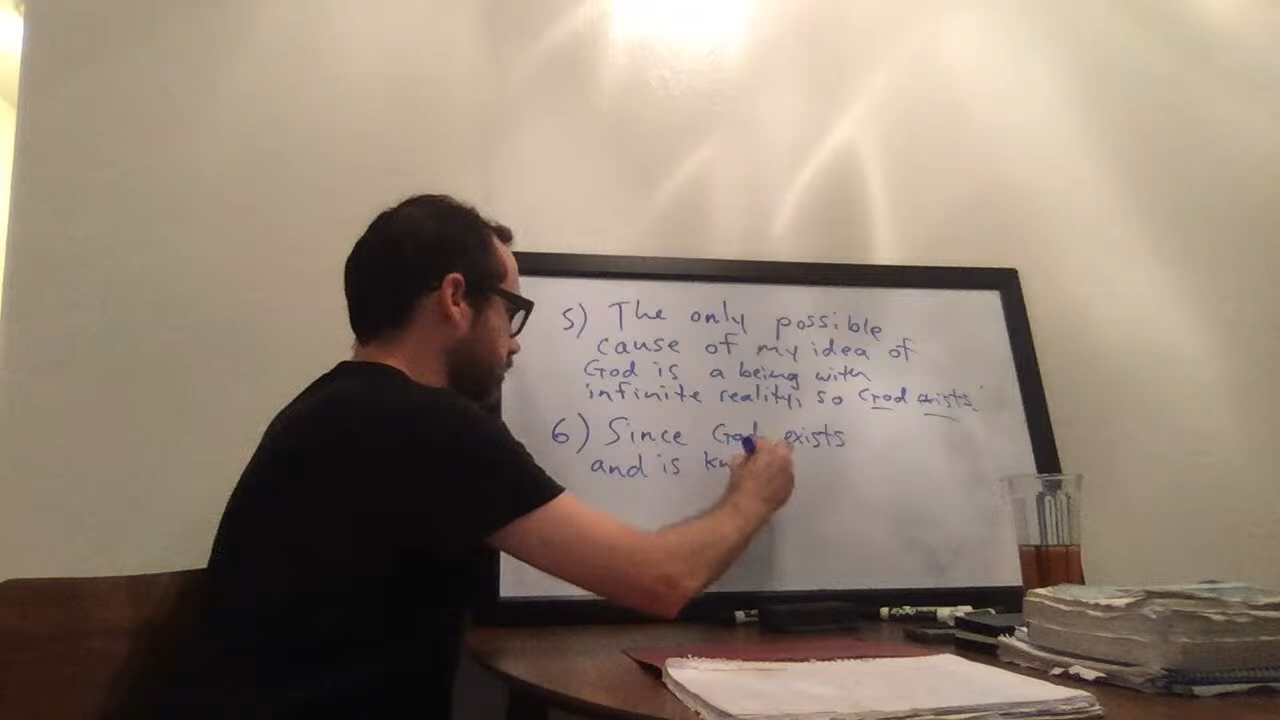 5) The only possible
cause of my idea of
God is a being with
infinite reality, so God exists.
6) Since God exists
and is kn